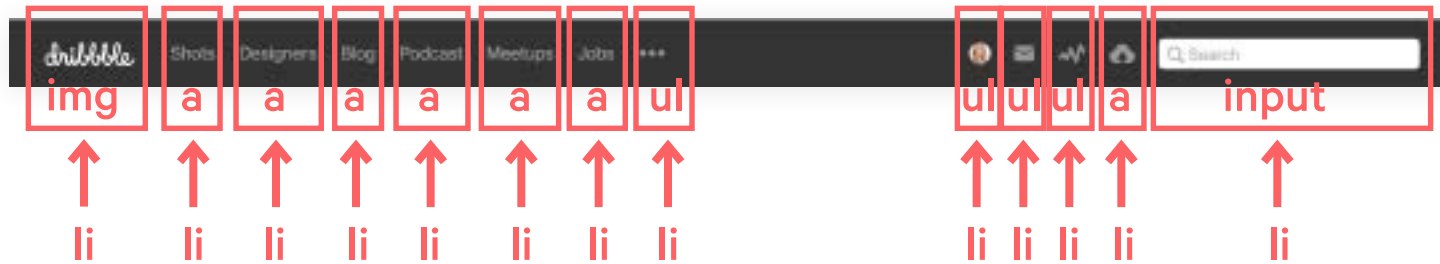 dribbble Shots Designers Blog Podcast Meetups Jobs ••• Search
img a a a a a a ul ul ul ul a input
li li li li li li li li li li li li li